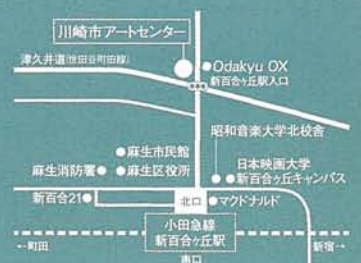 川崎市アートセンター
津久井道(世田谷町田線)
Odakyu OX
新百合ヶ丘駅入口
昭和音楽大学北校舎
麻生市民館
麻生消防署
麻生区役所
日本映画大学
新百合ヶ丘キャンパス
新百合21
北口
マクドナルド
小田急線
新百合ヶ丘駅
←町田
新宿→
南口